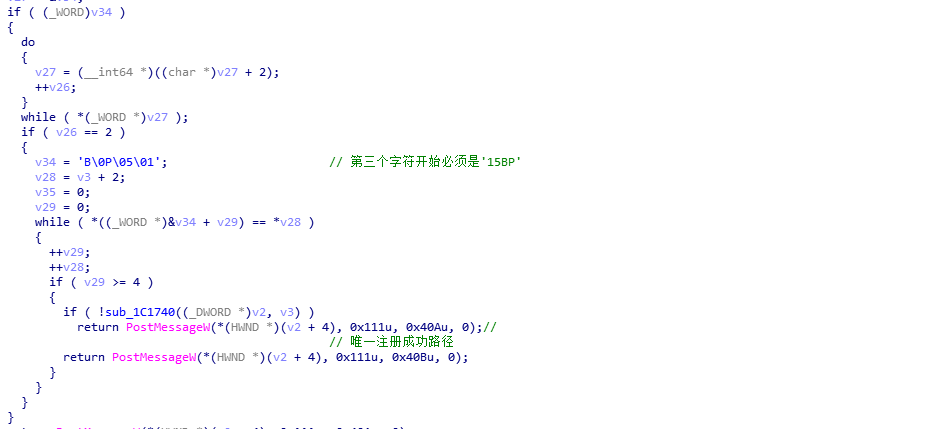 if ( (_WORD)v34 )
{
do
{
v27 = (__int64 *)((char *)v27 + 2);
++v26;
}
while ( *(_WORD *)v27 );
if ( v26 == 2 )
{
v34 = 'B\0P\05\01'; // 第三个字符开始必须是'15BP'
v28 = v3 + 2;
v35 = 0;
v29 = 0;
while ( *((_WORD *)&v34 + v29) == *v28 )
{
++v29;
++v28;
if ( v29 >= 4 )
{
if ( !sub_1C1740((_DWORD *)v2, v3) )
return PostMessageW(*(HWND *)(v2 + 4), 0x111u, 0x40Au, 0);//
// 唯一注册成功路径
return PostMessageW(*(HWND *)(v2 + 4), 0x111u, 0x40Bu, 0);
}
}
}
}